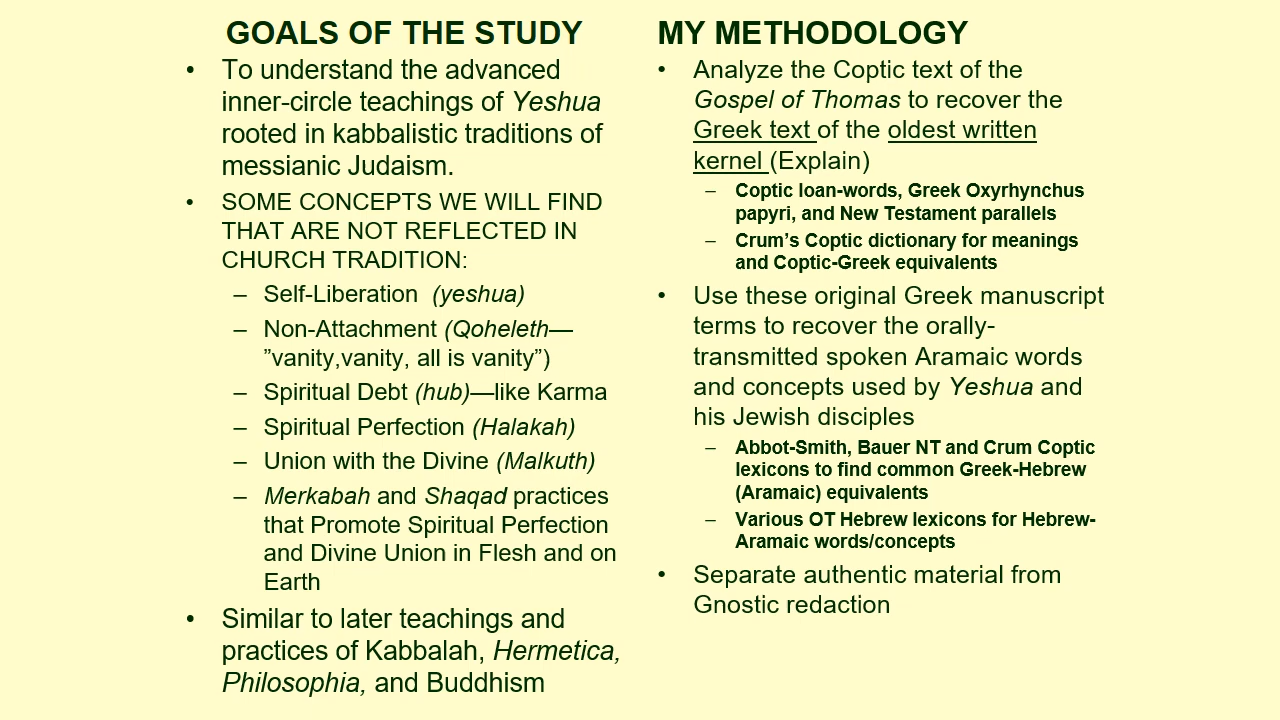 GOALS OF THE STUDY
• To understand the advanced
inner-circle teachings of Yeshua
rooted in kabbalistic traditions of
messianic Judaism.
• SOME CONCEPTS WE WILL FIND
THAT ARE NOT REFLECTED IN
CHURCH TRADITION:
– Self-Liberation (yeshua)
– Non-Attachment (Qoheleth—
”vanity,vanity, all is vanity”)
– Spiritual Debt (hub)—like Karma
– Spiritual Perfection (Halakah)
– Union with the Divine (Malkuth)
– Merkabah and Shaqad practices
that Promote Spiritual Perfection
and Divine Union in Flesh and on
Earth
• Similar to later teachings and
practices of Kabbalah, Hermetica,
Philosophia, and Buddhism
MY METHODOLOGY
• Analyze the Coptic text of the
Gospel of Thomas to recover the
Greek text of the oldest written
kernel (Explain)
– Coptic loan-words, Greek Oxyrhynchus
papyri, and New Testament parallels
– Crum’s Coptic dictionary for meanings
and Coptic-Greek equivalents
• Use these original Greek manuscript
terms to recover the orally-
transmitted spoken Aramaic words
and concepts used by Yeshua and
his Jewish disciples
– Abbot-Smith, Bauer NT and Crum Coptic
lexicons to find common Greek-Hebrew
(Aramaic) equivalents
– Various OT Hebrew lexicons for Hebrew-
Aramaic words/concepts
• Separate authentic material from
Gnostic redaction